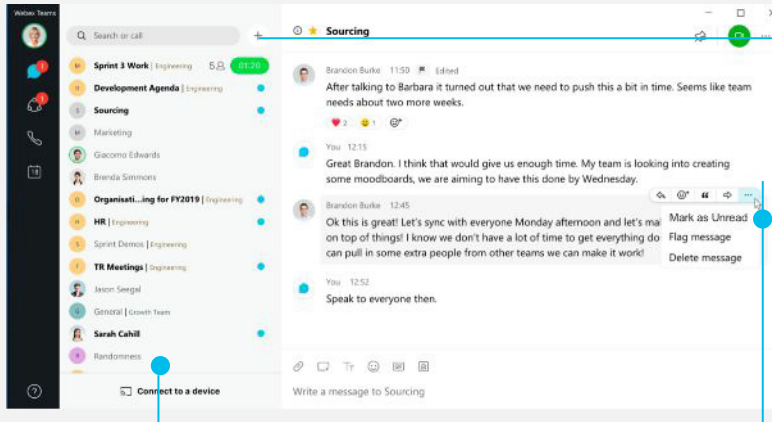 Webex Teams
Search or call
Sprint 3 Work | Engineering 5 01:20
Development Agenda | Engineering
S Sourcing
M Marketing
Giacomo Edwards
Brenda Simmons
O Organisati...ing for FY2019 | Engineering
H HR | Engineering
S Sprint Demos | Engineering
T TR Meetings | Engineering
Jason Seegal
G General | Growth Team
Sarah Cahill
R Randomness
Connect to a device
Sourcing
Brandon Burke 11:50 Edited
After talking to Barbara it turned out that we need to push this a bit in time. Seems like team
needs about two more weeks.
2 1
You 12:15
Great Brandon. I think that would give us enough time. My team is looking into creating
some moodboards, we are aiming to have this done by Wednesday.
Brandon Burke 12:45
Ok this is great! Let's sync with everyone Monday afternoon and let's ma
on top of things! I know we don't have a lot of time to get everything do
can pull in some extra people from other teams we can make it work!
Mark as Unread
Flag message
Delete message
You 12:52
Speak to everyone then.
Write a message to Sourcing